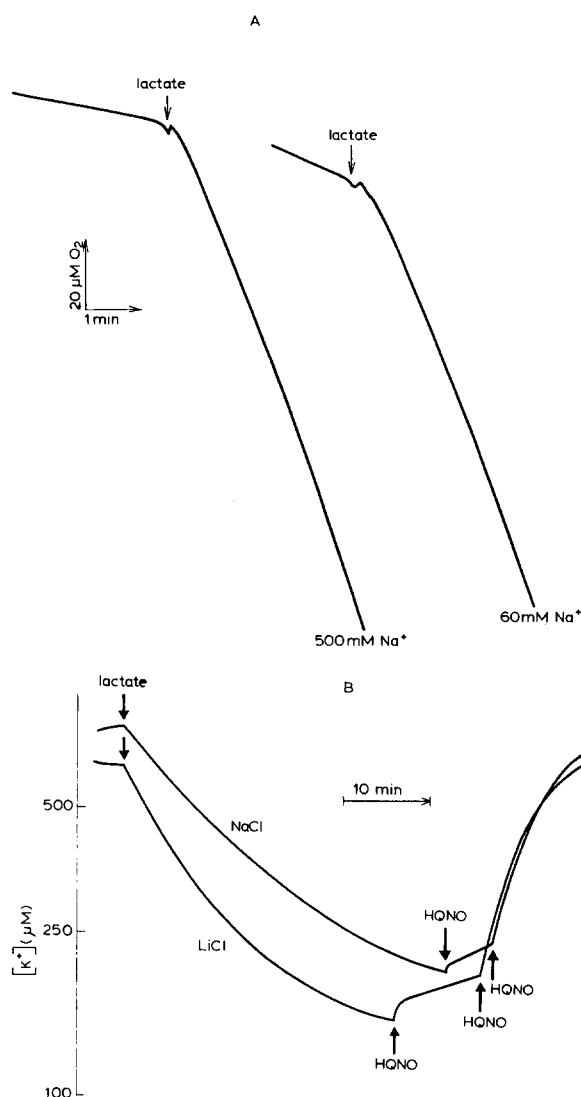 A
lactate
lactate
20 μM O₂
1 min
500 mM Na⁺
60 mM Na⁺
lactate
B
10 min
500
NaCl
HQNO
250
LiCl
[K⁺] (μM)
HQNO
HQNO
HQNO
100